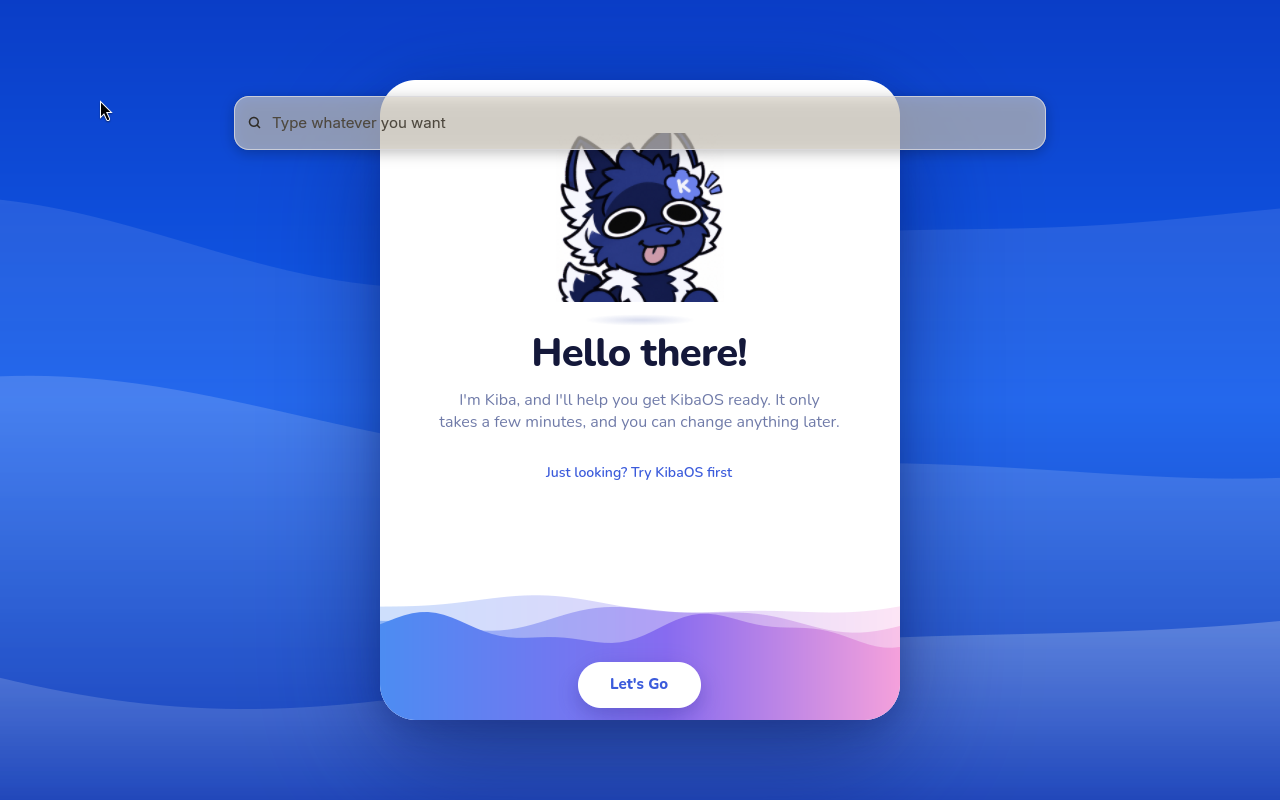 Type whatever you want
K
Hello there!
I'm Kiba, and I'll help you get KibaOS ready. It only
takes a few minutes, and you can change anything later.
Just looking? Try KibaOS first
Let's Go